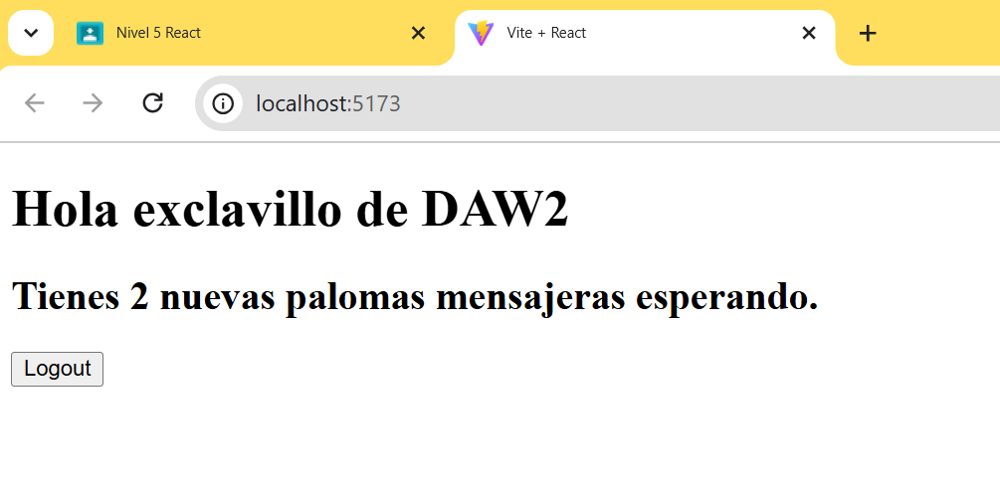 Nivel 5 React
Vite + React
localhost:5173
Hola exclavillo de DAW2
Tienes 2 nuevas palomas mensajeras esperando.
Logout